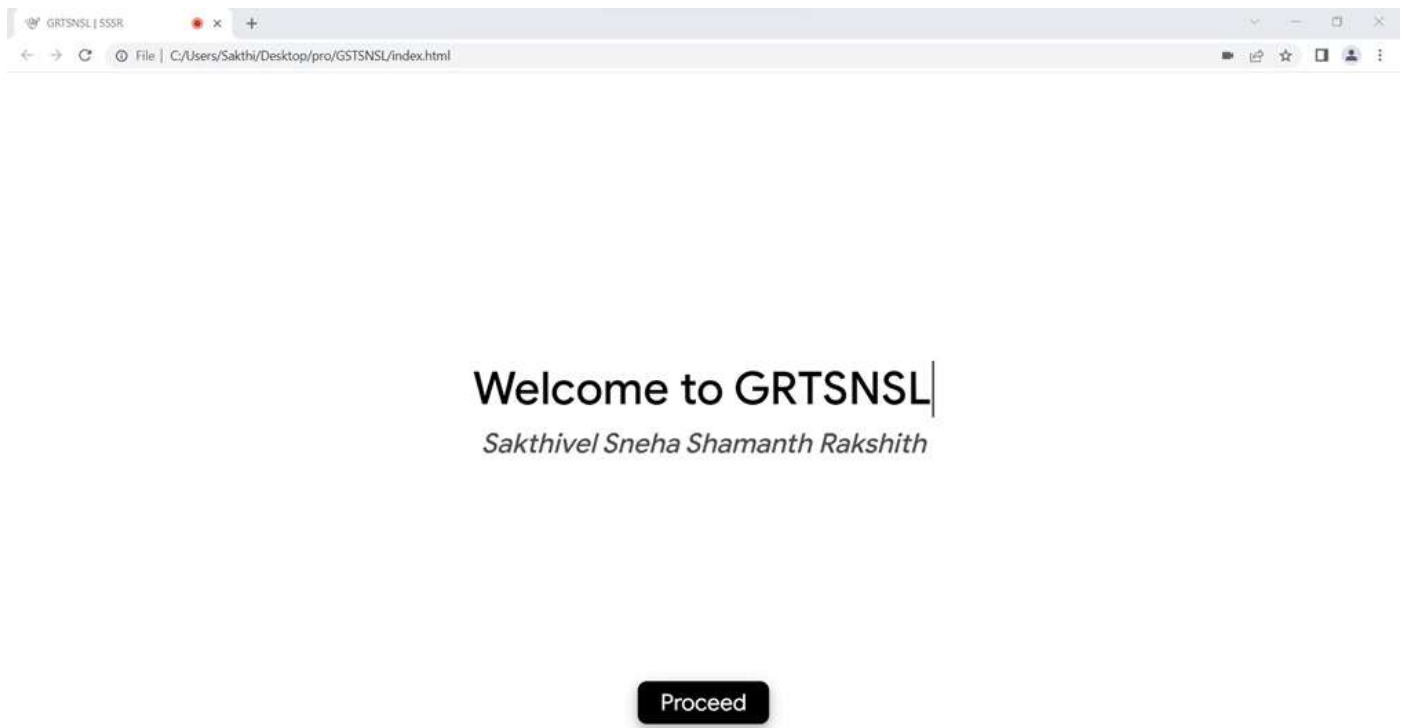 GRTSNSL | SSSR
File | C:/Users/Sakthi/Desktop/pro/GSTSNSL/index.html
Welcome to GRTSNSL
Sakthivel Sneha Shamanth Rakshith
Proceed